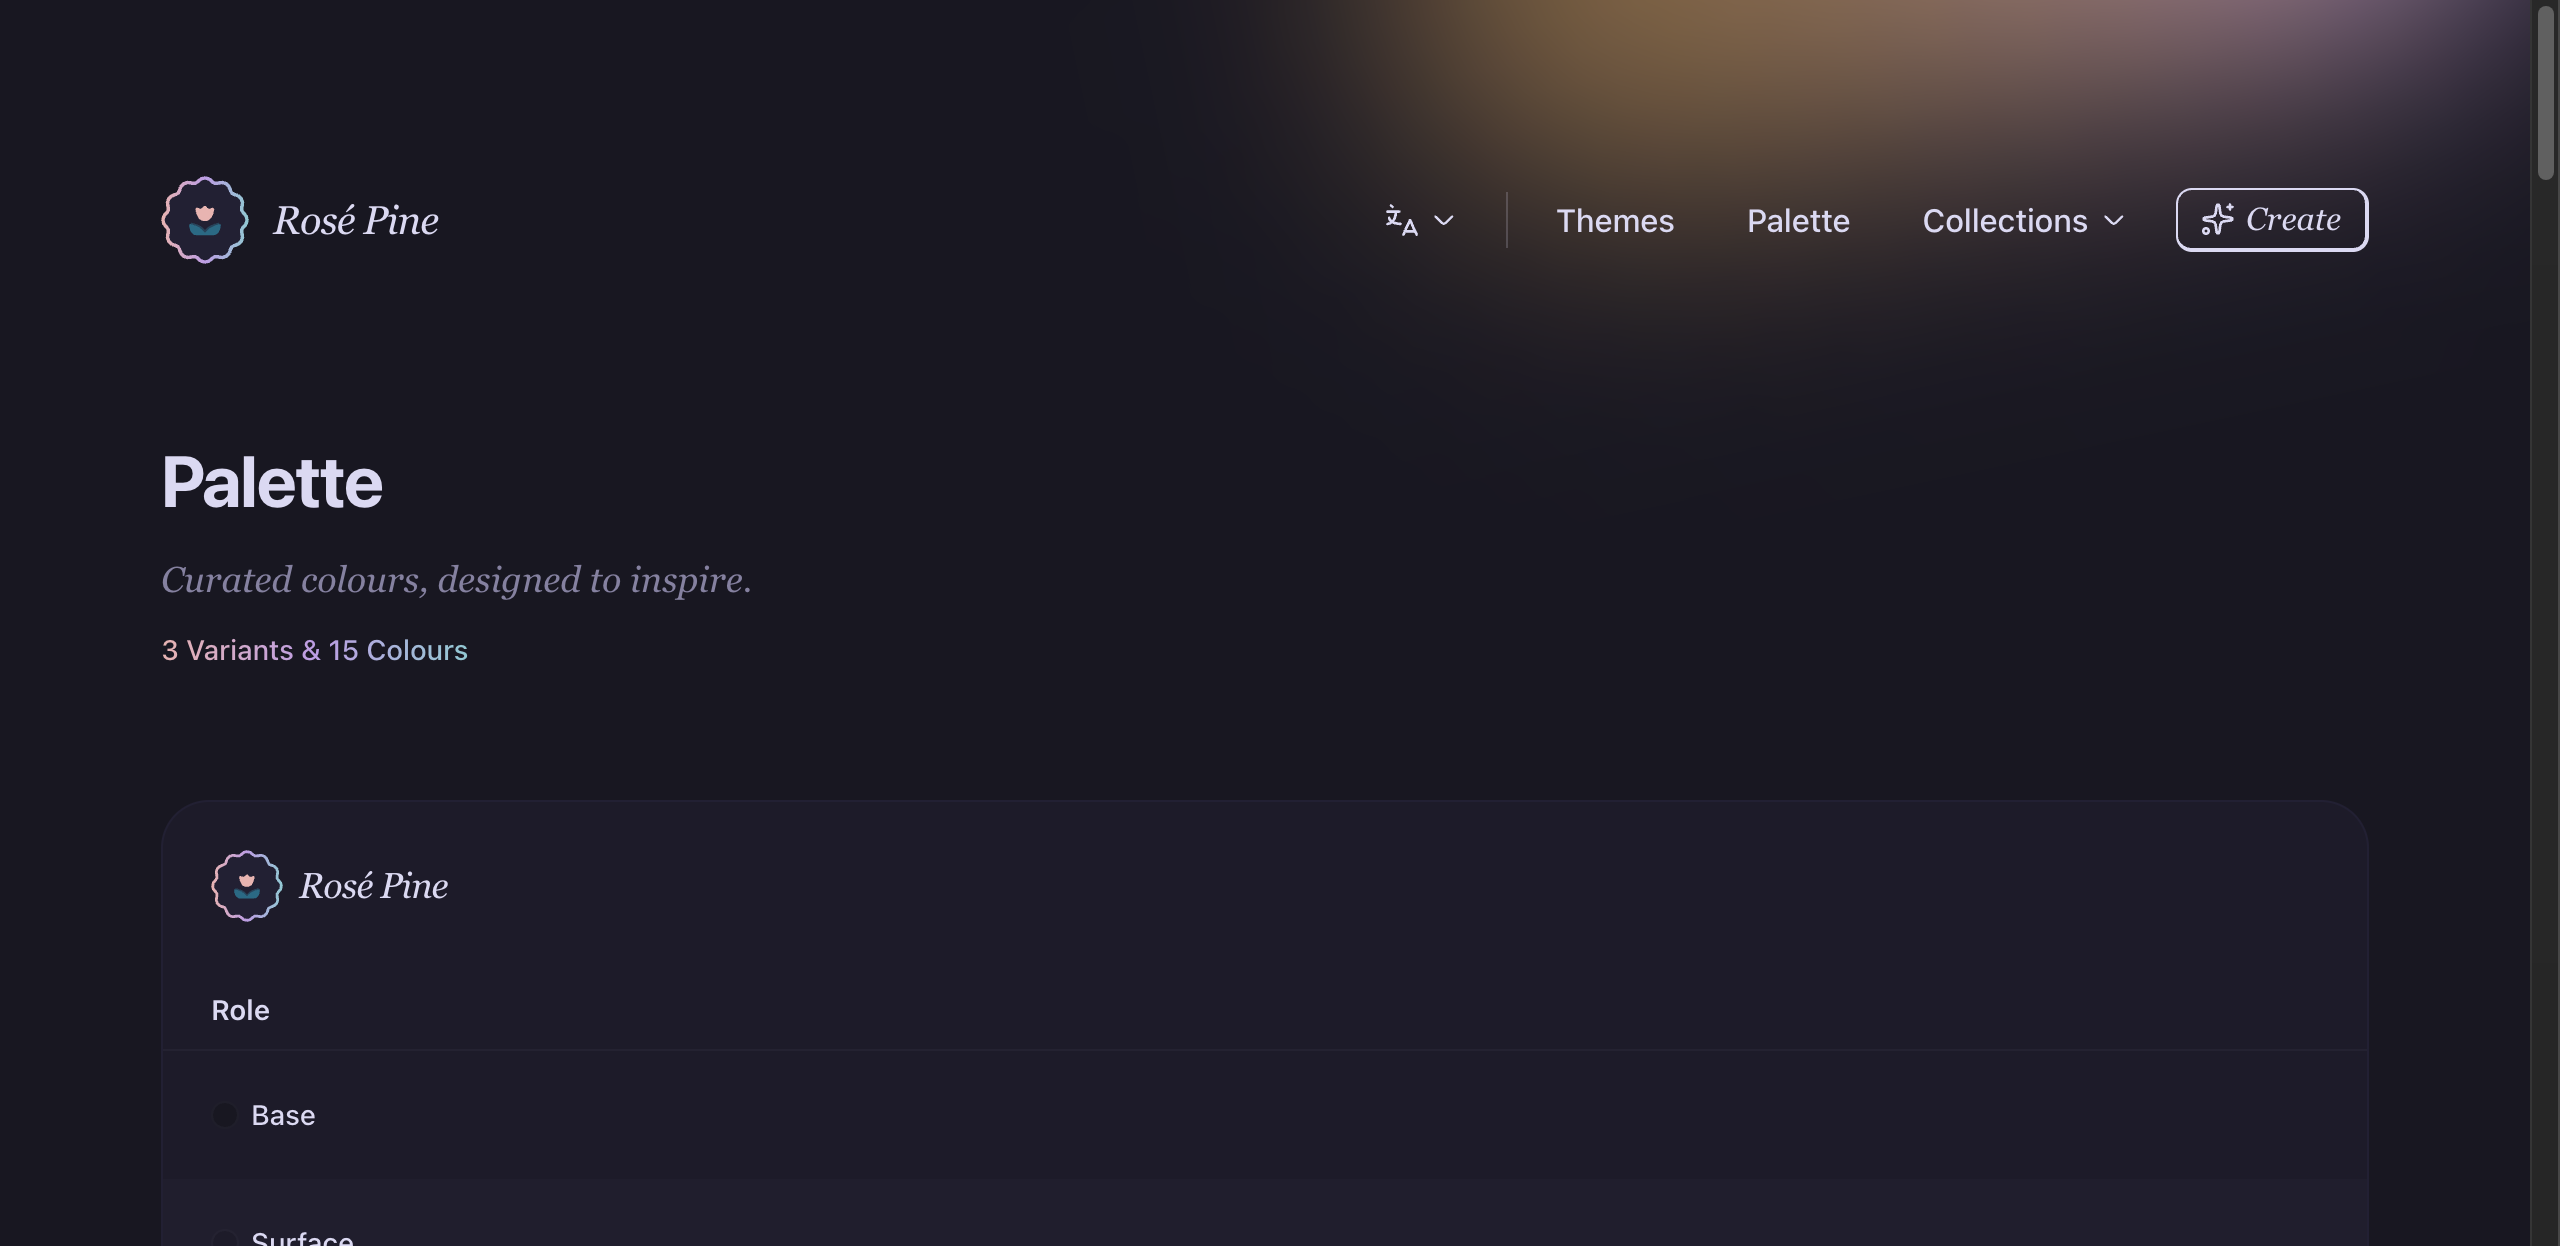 Rosé Pine
Themes Palette Collections Create
Palette
Curated colours, designed to inspire.
3 Variants & 15 Colours
Rosé Pine
Role
Base
Surface